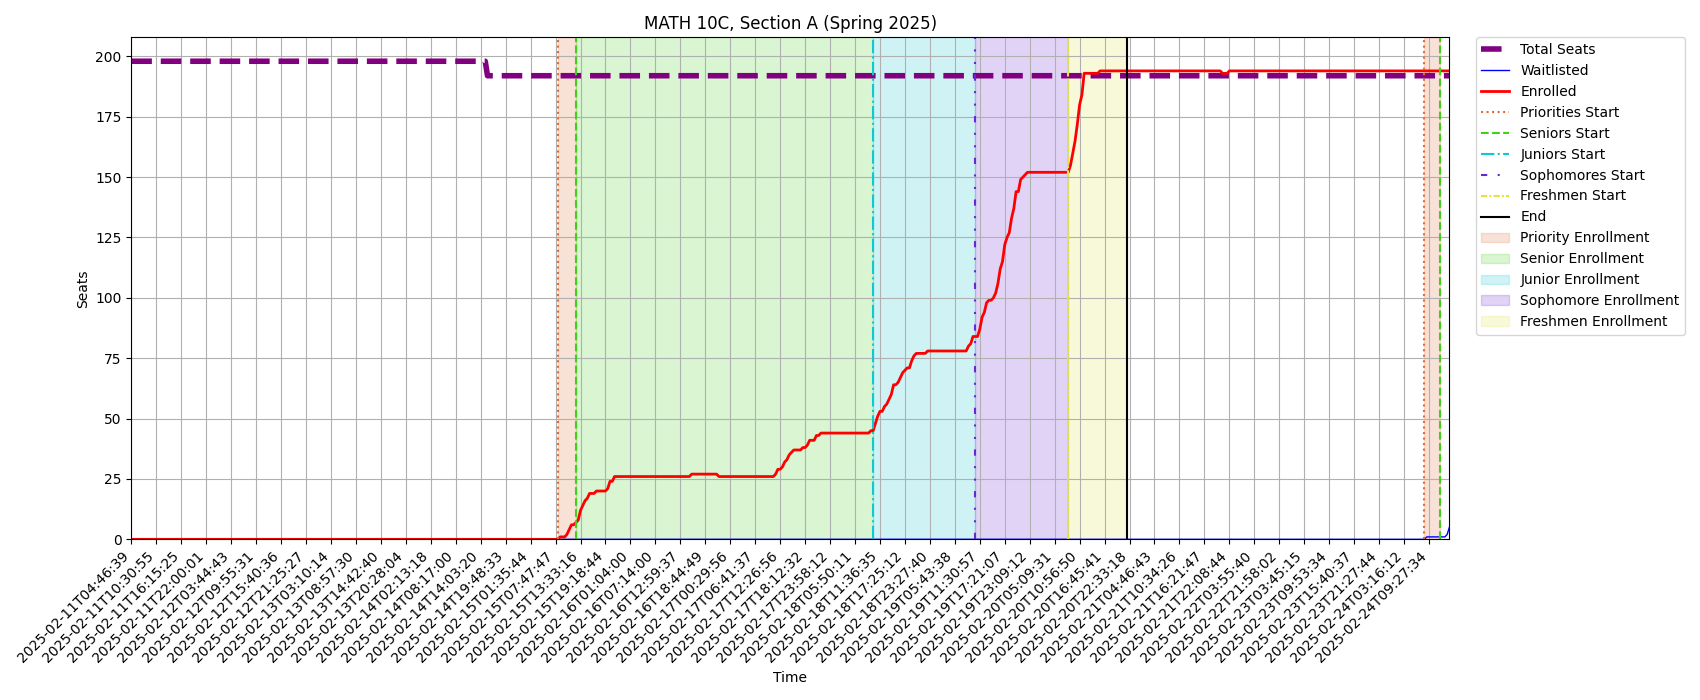 MATH 10C, Section A (Spring 2025)
Seats
200
175
150
125
100
75
50
25
0
2025-02-11T04:46:39
2025-02-11T10:30:55
2025-02-11T16:15:25
2025-02-11T22:00:01
2025-02-12T03:44:43
2025-02-12T09:55:31
2025-02-12T15:40:36
2025-02-12T21:25:27
2025-02-13T03:10:14
2025-02-13T08:57:30
2025-02-13T14:42:40
2025-02-13T20:28:04
2025-02-14T02:13:18
2025-02-14T08:17:00
2025-02-14T14:03:20
2025-02-14T19:48:33
2025-02-15T01:35:44
2025-02-15T07:47:47
2025-02-15T13:33:16
2025-02-15T19:18:44
2025-02-16T01:04:00
2025-02-16T07:14:00
2025-02-16T12:59:37
2025-02-16T18:44:49
2025-02-17T00:29:56
2025-02-17T06:41:37
2025-02-17T12:26:56
2025-02-17T18:12:32
2025-02-17T23:58:12
2025-02-18T05:50:11
2025-02-18T11:36:35
2025-02-18T17:25:12
2025-02-18T23:27:40
2025-02-19T05:43:38
2025-02-19T11:30:57
2025-02-19T17:21:07
2025-02-19T23:09:12
2025-02-20T05:09:31
2025-02-20T10:56:50
2025-02-20T16:45:41
2025-02-20T22:33:18
2025-02-21T04:46:43
2025-02-21T10:34:26
2025-02-21T16:21:47
2025-02-21T22:08:44
2025-02-22T03:55:40
2025-02-22T21:58:02
2025-02-23T03:45:15
2025-02-23T09:53:34
2025-02-23T15:40:37
2025-02-23T21:27:44
2025-02-24T03:16:12
2025-02-24T09:27:34
Time
Total Seats
Waitlisted
Enrolled
Priorities Start
Seniors Start
Juniors Start
Sophomores Start
Freshmen Start
End
Priority Enrollment
Senior Enrollment
Junior Enrollment
Sophomore Enrollment
Freshmen Enrollment